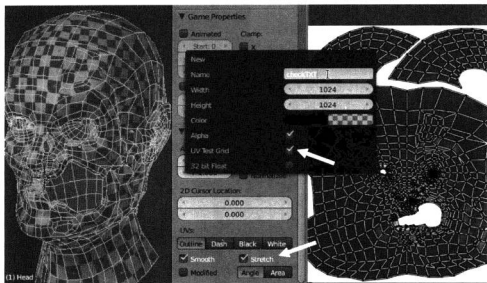 Game Properties
Animated Clamp:
Start: 0 X
New
Name checkTXT
Width 1024
Height 1024
Color
Alpha
UV Test Grid
32 bit Float
2D Cursor Location:
0.000
0.000
UVs:
Outline Dash Black White
Smooth Stretch
Modified Angle Area
(1) Head